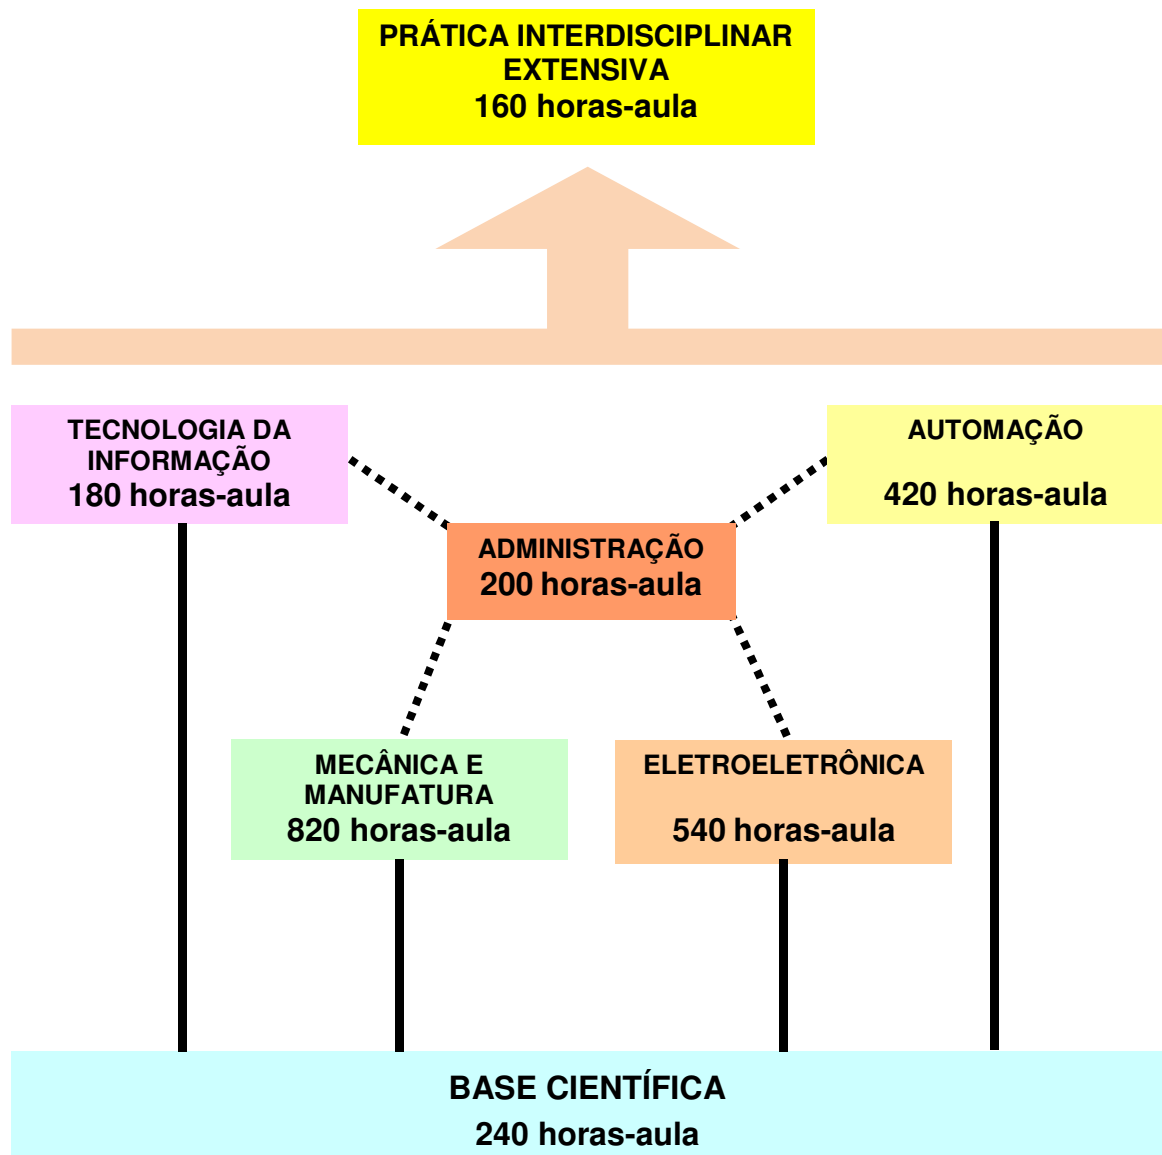 PRÁTICA INTERDISCIPLINAR
EXTENSIVA
160 horas-aula
TECNOLOGIA DA
INFORMAÇÃO
180 horas-aula
AUTOMAÇÃO
420 horas-aula
ADMINISTRAÇÃO
200 horas-aula
MECÂNICA E
MANUFATURA
820 horas-aula
ELETROELETRÔNICA
540 horas-aula
BASE CIENTÍFICA
240 horas-aula